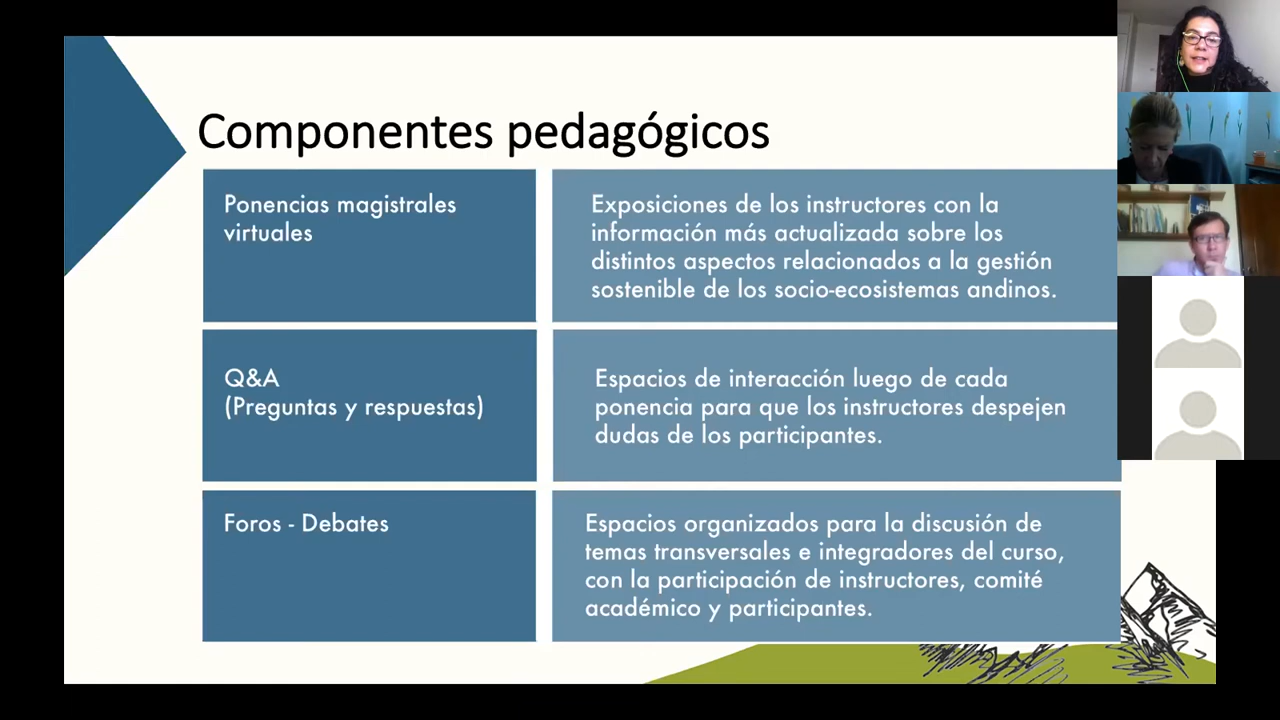 Componentes pedagógicos
Ponencias magistrales
virtuales
Exposiciones de los instructores con la
información más actualizada sobre los
distintos aspectos relacionados a la gestión
sostenible de los socio-ecosistemas andinos.
Q&A
(Preguntas y respuestas)
Espacios de interacción luego de cada
ponencia para que los instructores despejen
dudas de los participantes.
Foros - Debates
Espacios organizados para la discusión de
temas transversales e integradores del curso,
con la participación de instructores, comité
académico y participantes.